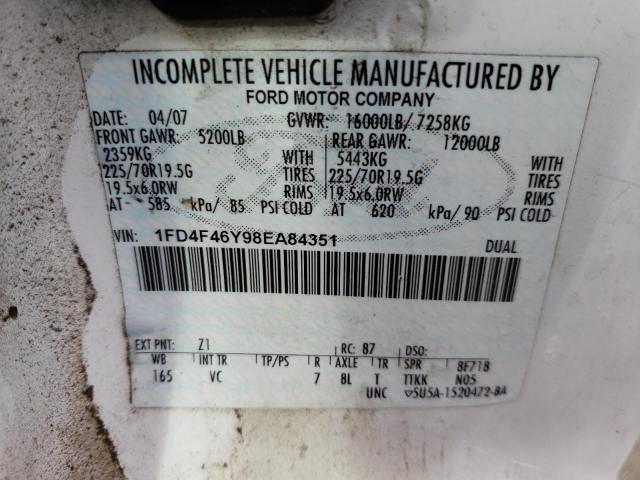 INCOMPLETE VEHICLE MANUFACTURED BY
FORD MOTOR COMPANY
DATE: 04/07 GVWR: 16000LB/ 7258KG
FRONT GAWR: 5200LB REAR GAWR: 12000LB
2359KG WITH 5443KG WITH
225/70R19.5G TIRES 225/70R19.5G TIRES
19.5x6.0RW RIMS 19.5x6.0RW RIMS
AT 585 kPa/ 85 PSI COLD AT 620 kPa/ 90 PSI COLD
VIN: 1FD4F46Y98EA84351 DUAL
EXT PNT: Z1 RC: 87 DSO:
WB INT TR TP/PS R AXLE TR SPR 8F718
165 VC 7 8L T TTKK N05
UNC ▽5U5A-1520472-BA